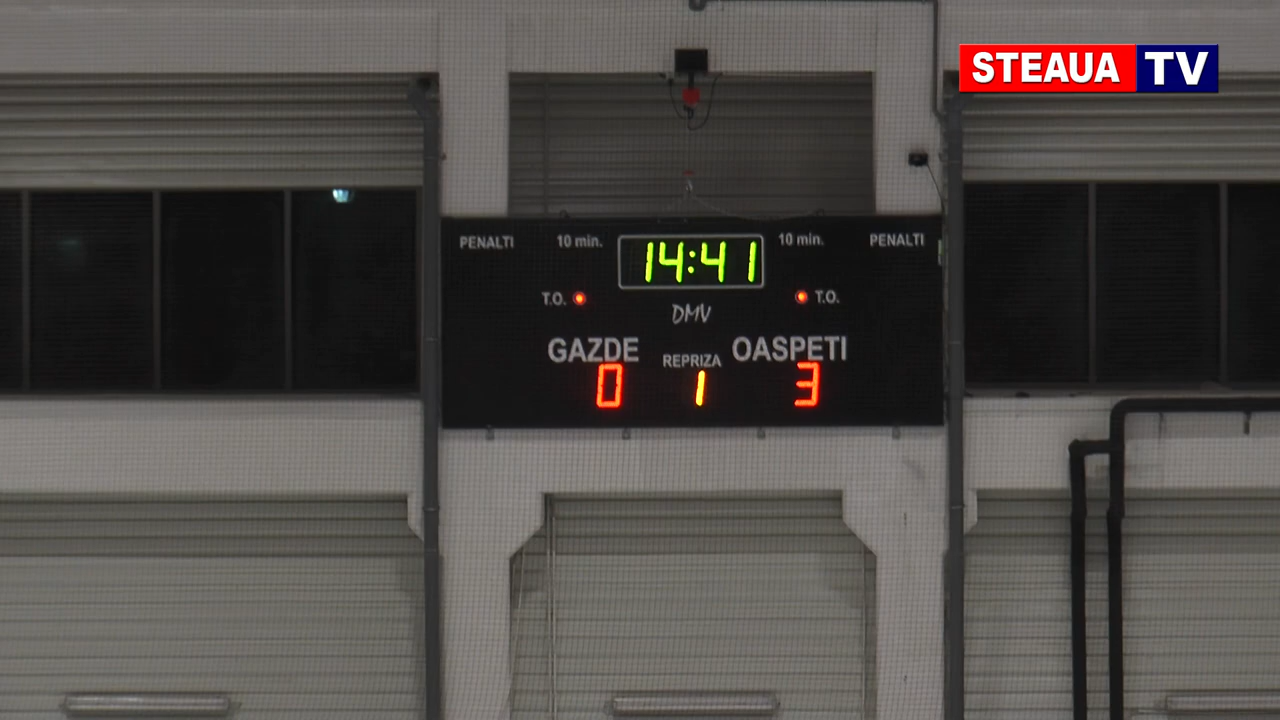 STEAUA TV
PENALTI 10 min. 14:41 10 min. PENALTI
T.O. T.O.
DMV
GAZDE REPRIZA OASPETI
0 1 3